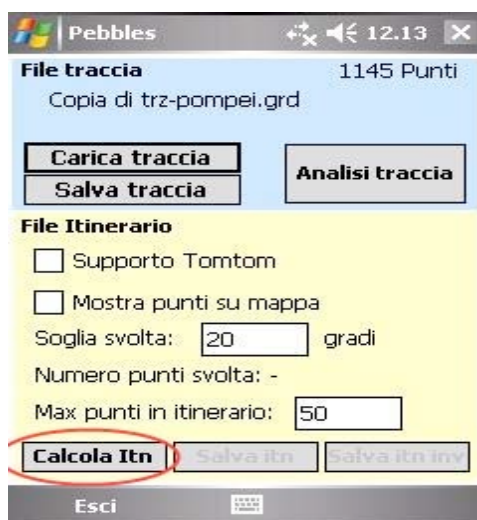 Pebbles 12.13
File traccia 1145 Punti
Copia di trz-pompei.grd
Carica traccia
Analisi traccia
Salva traccia
File Itinerario
Supporto Tomtom
Mostra punti su mappa
Soglia svolta: 20 gradi
Numero punti svolta: -
Max punti in itinerario: 50
Calcola Itn Salva itn Salva itn inv
Esci